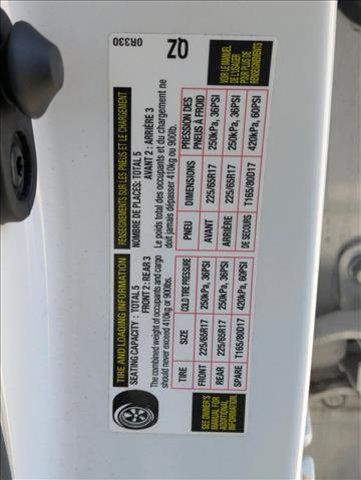 TIRE AND LOADING INFORMATION
SEATING CAPACITY : TOTAL 5
FRONT 2 : REAR 3
The combined weight of occupants and cargo
should never exceed 410kg or 900lbs.
TIRE SIZE COLD TIRE PRESSURE
FRONT 225/65R17 250kPa, 36PSI
REAR 225/65R17 250kPa, 36PSI
SPARE T165/80D17 420kPa, 60PSI
SEE OWNER'S
MANUAL FOR
ADDITIONAL
INFORMATION.
RENSEIGNEMENTS SUR LES PNEUS ET LE CHARGEMENT
NOMBRE DE PLACES: TOTAL 5
AVANT 2 : ARRIÈRE 3
Le poids total des occupants et du chargement ne
doit jamais dépasser 410kg ou 900lb.
PNEU DIMENSIONS PRESSION DES
PNEUS À FROID
AVANT 225/65R17 250kPa, 36PSI
ARRIÈRE 225/65R17 250kPa, 36PSI
DE SECOURS T165/80D17 420kPa, 60PSI
VOIR LE MANUEL
DE L'USAGER
POUR PLUS DE
RENSEIGNEMENTS
0R330
ZQ